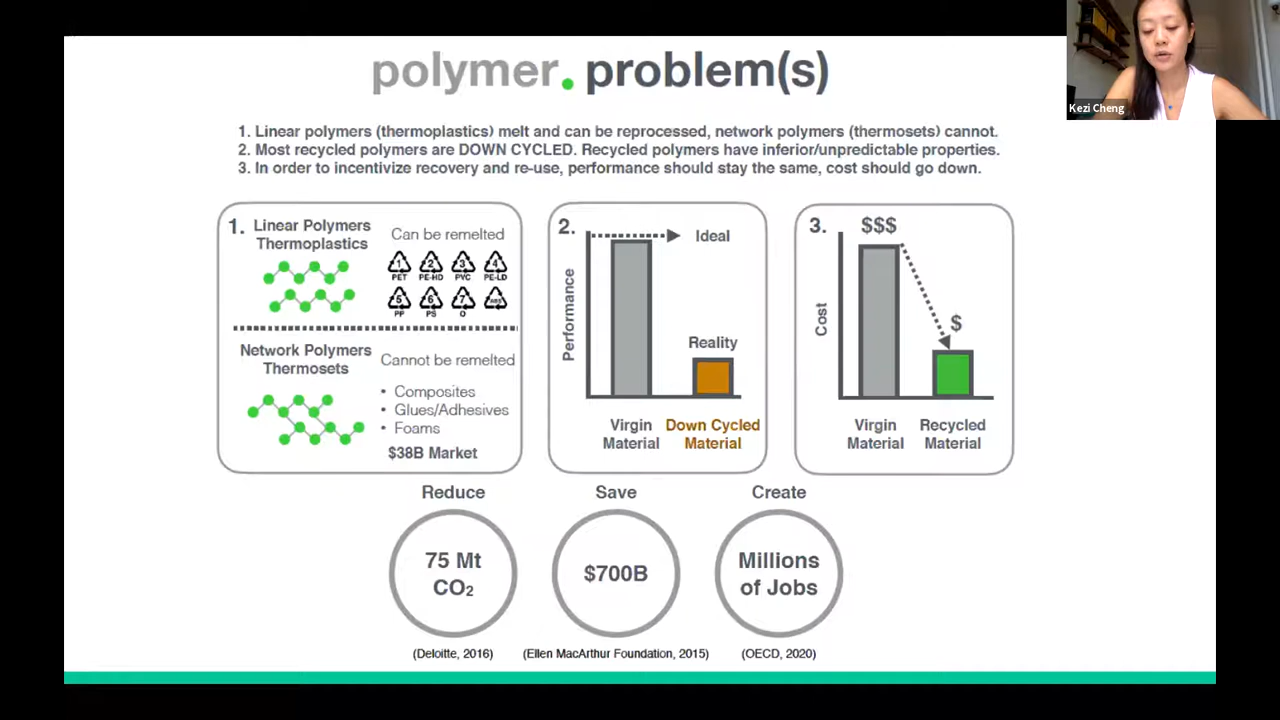 polymer. problem(s)
Kezi Cheng
1. Linear polymers (thermoplastics) melt and can be reprocessed, network polymers (thermosets) cannot.
2. Most recycled polymers are DOWN CYCLED. Recycled polymers have inferior/unpredictable properties.
3. In order to incentivize recovery and re-use, performance should stay the same, cost should go down.
1. Linear Polymers
Thermoplastics
Can be remelted
1 2 3 4
PET PE-HD PVC PE-LD
5 6 7 ABS
PP PS O
Network Polymers
Thermosets
Cannot be remelted
• Composites
• Glues/Adhesives
• Foams
$38B Market
2.
Ideal
Performance
Reality
Virgin
Material
Down Cycled
Material
3.
$$$
Cost
$
Virgin
Material
Recycled
Material
Reduce
75 Mt
CO₂
(Deloitte, 2016)
Save
$700B
(Ellen MacArthur Foundation, 2015)
Create
Millions
of Jobs
(OECD, 2020)